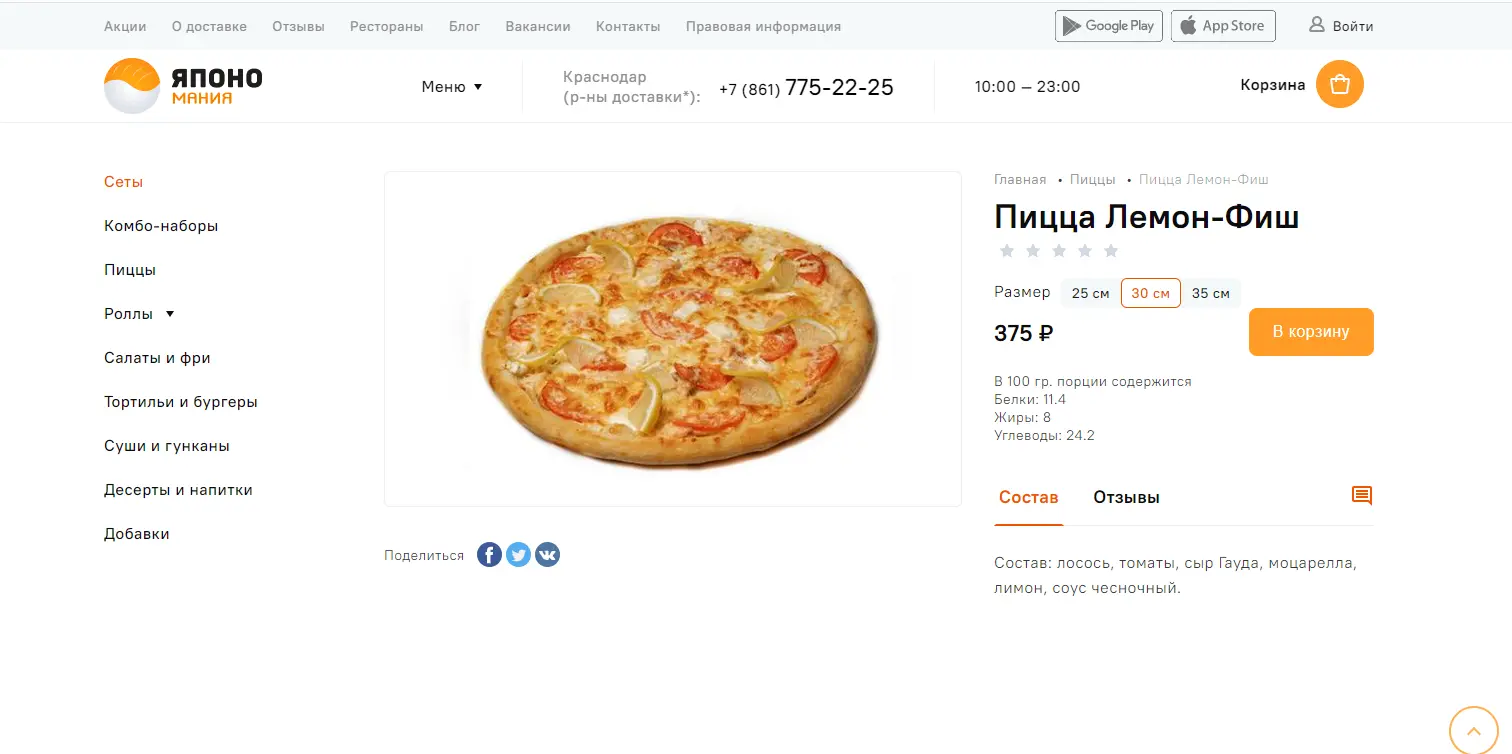 Акции О доставке Отзывы Рестораны Блог Вакансии Контакты Правовая информация Google Play App Store Войти
ЯПОНО
МАНИЯ
Меню ▼
Краснодар
(р-ны доставки*):
+7 (861) 775-22-25
10:00 – 23:00
Корзина
Сеты
Комбо-наборы
Пиццы
Роллы ▼
Салаты и фри
Тортильи и бургеры
Суши и гунканы
Десерты и напитки
Добавки
Поделиться
Главная • Пиццы • Пицца Лемон-Фиш
Пицца Лемон-Фиш
Размер 25 см 30 см 35 см
375 ₽
В корзину
В 100 гр. порции содержится
Белки: 11.4
Жиры: 8
Углеводы: 24.2
Состав Отзывы
Состав: лосось, томаты, сыр Гауда, моцарелла,
лимон, соус чесночный.